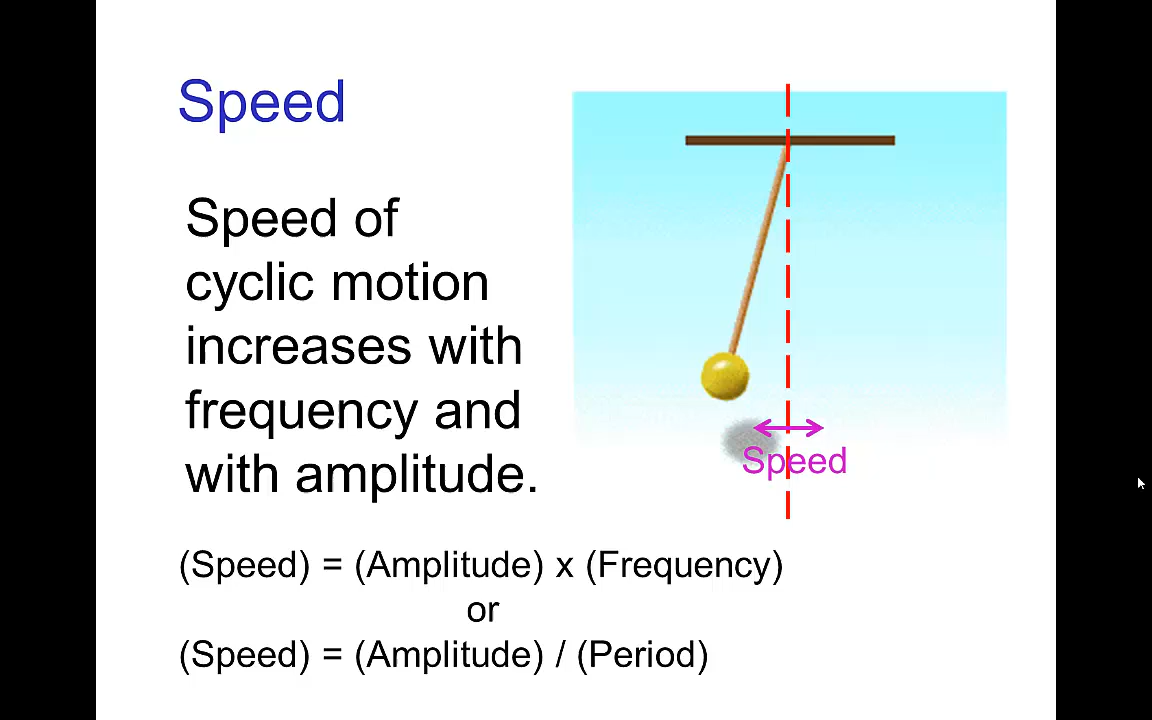 Speed
Speed of
cyclic motion
increases with
frequency and
with amplitude.
Speed
(Speed) = (Amplitude) x (Frequency)
or
(Speed) = (Amplitude) / (Period)